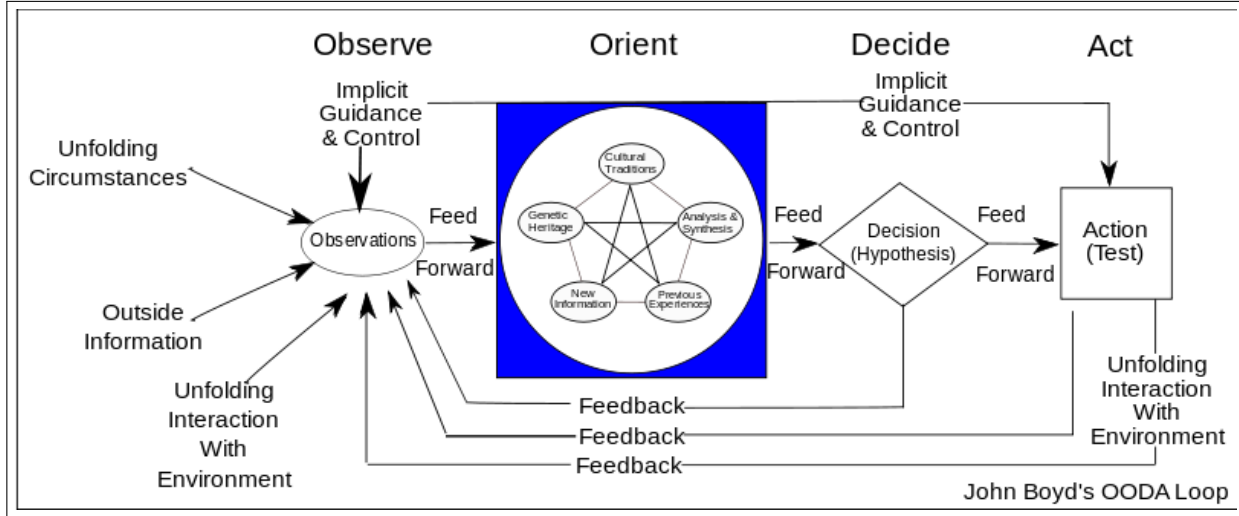 Observe
Orient
Decide
Act
Implicit
Guidance
& Control
Implicit
Guidance
& Control
Unfolding
Circumstances
Cultural
Traditions
Genetic
Heritage
Analysis &
Synthesis
New
Information
Previous
Experiences
Observations
Feed
Forward
Feed
Forward
Decision
(Hypothesis)
Feed
Forward
Action
(Test)
Outside
Information
Unfolding
Interaction
With
Environment
Feedback
Feedback
Feedback
Unfolding
Interaction
With
Environment
John Boyd's OODA Loop